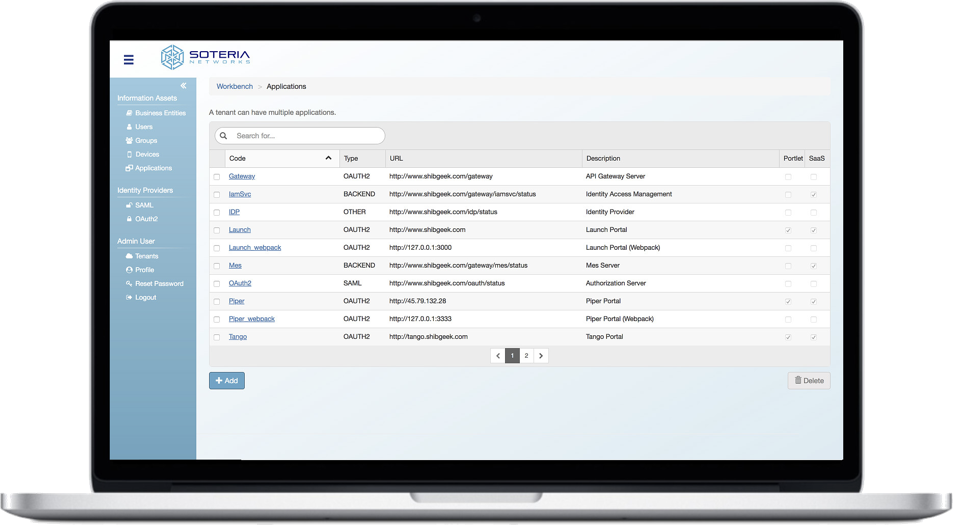 SOTERIA
NETWORKS
Information Assets
Business Entities
Users
Groups
Devices
Applications
Identity Providers
SAML
OAuth2
Admin User
Tenants
Profile
Reset Password
Logout
Workbench > Applications
A tenant can have multiple applications.
Search for...
Code Type URL Description Portlet SaaS
Gateway OAUTH2 http://www.shibgeek.com/gateway API Gateway Server
IamSvc BACKEND http://www.shibgeek.com/gateway/iamsvc/status Identity Access Management
IDP OTHER http://www.shibgeek.com/idp/status Identity Provider
Launch OAUTH2 http://www.shibgeek.com Launch Portal
Launch_webpack OAUTH2 http://127.0.0.1:3000 Launch Portal (Webpack)
Mes BACKEND http://www.shibgeek.com/gateway/mes/status Mes Server
OAuth2 SAML http://www.shibgeek.com/oauth/status Authorization Server
Piper OAUTH2 http://45.79.132.28 Piper Portal
Piper_webpack OAUTH2 http://127.0.0.1:3333 Piper Portal (Webpack)
Tango OAUTH2 http://tango.shibgeek.com Tango Portal
1 2
+ Add
Delete